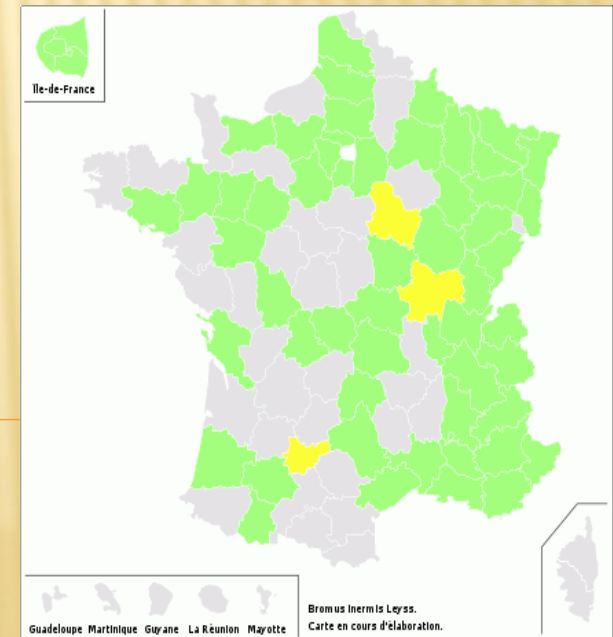 Île-de-France
Guadeloupe Martinique Guyane La Réunion Mayotte
Bromus inermis Leyss.
Carte en cours d'élaboration.